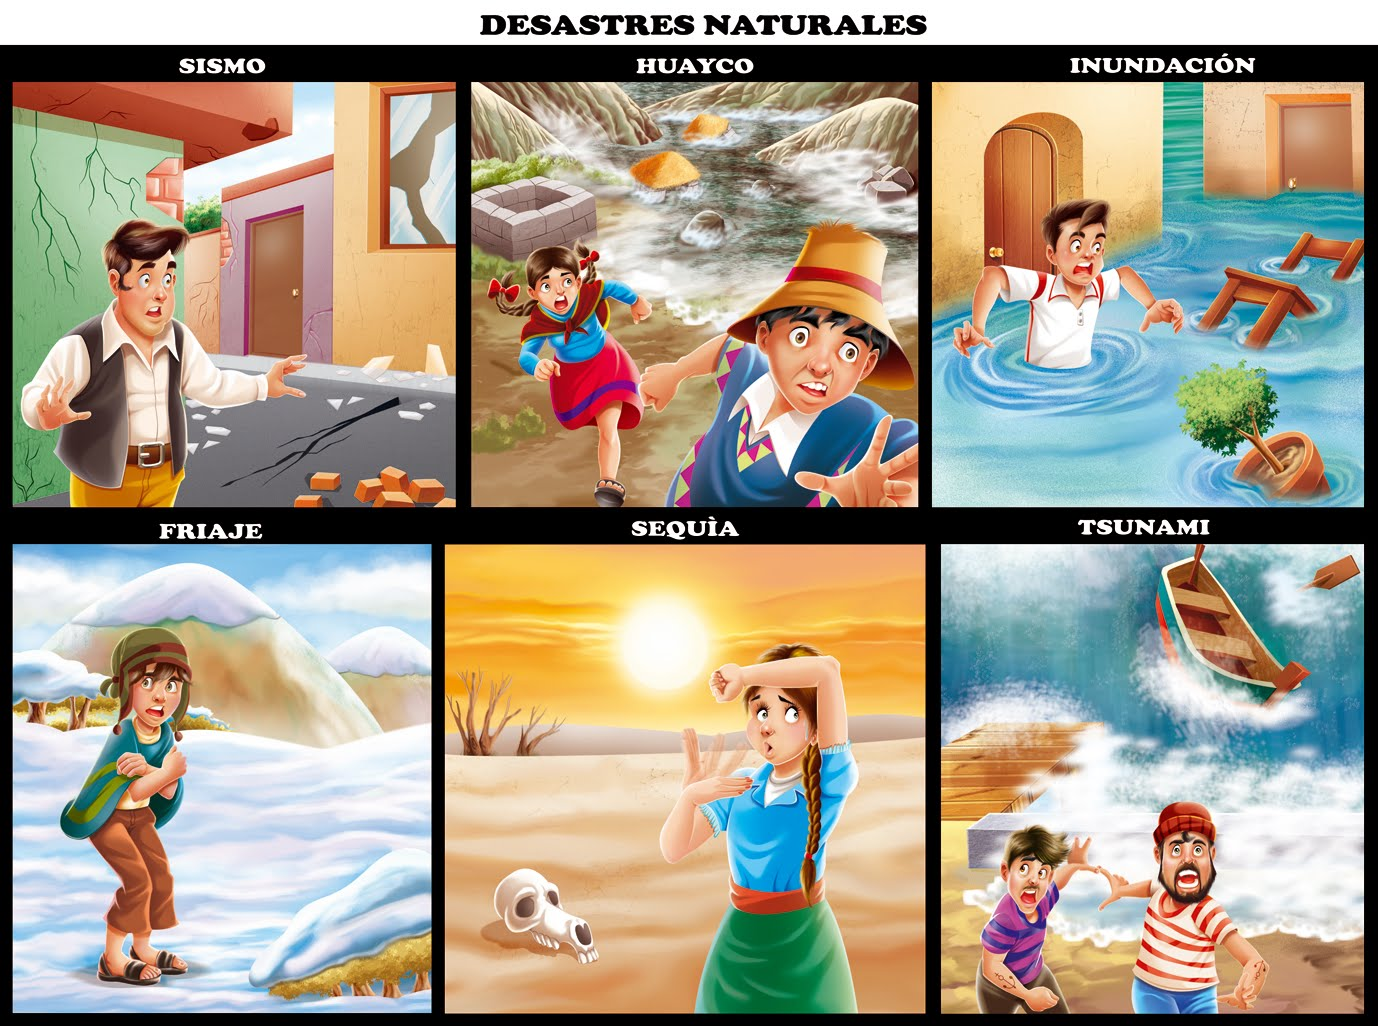 DESASTRES NATURALES
SISMO
HUAYCO
INUNDACIÓN
FRIAJE
SEQUÌA
TSUNAMI